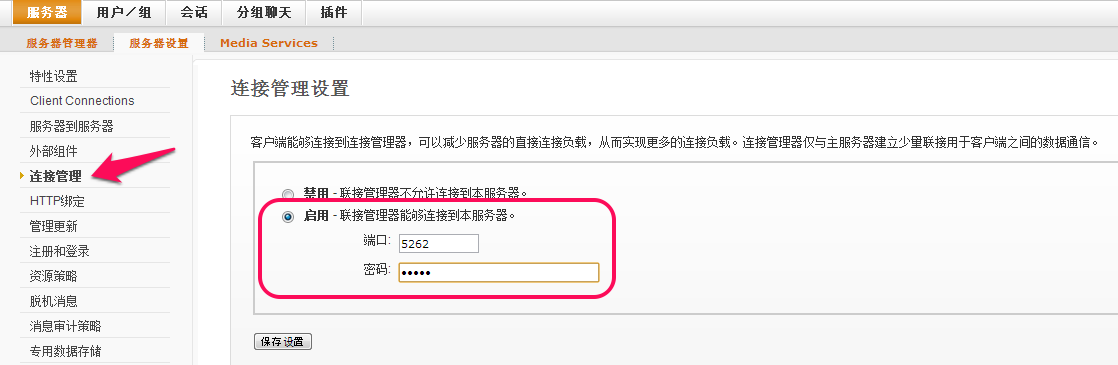 服务器 用户／组 会话 分组聊天 插件
服务器管理器 服务器设置 Media Services
特性设置
Client Connections
服务器到服务器
外部组件
连接管理
HTTP绑定
管理更新
注册和登录
资源策略
脱机消息
消息审计策略
专用数据存储
连接管理设置
客户端能够连接到连接管理器，可以减少服务器的直接连接负载，从而实现更多的连接负载。连接管理器仅与主服务器建立少量联接用于客户端之间的数据通信。
禁用 - 联接管理器不允许连接到本服务器。
启用 - 联接管理器能够连接到本服务器。
端口: 5262
密码: •••••
保存设置